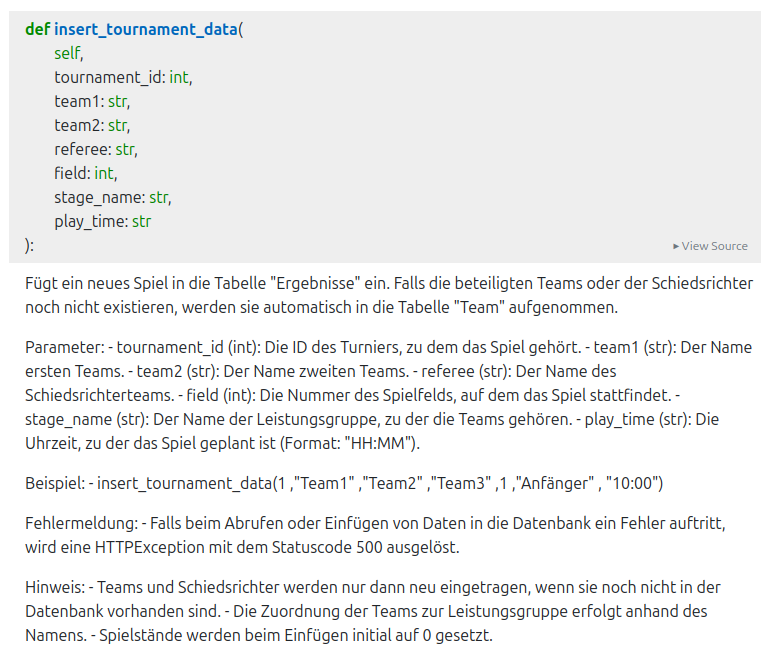 def insert_tournament_data(
self,
tournament_id: int,
team1: str,
team2: str,
referee: str,
field: int,
stage_name: str,
play_time: str
):
▸ View Source
Fügt ein neues Spiel in die Tabelle "Ergebnisse" ein. Falls die beteiligten Teams oder der Schiedsrichter
noch nicht existieren, werden sie automatisch in die Tabelle "Team" aufgenommen.
Parameter: - tournament_id (int): Die ID des Turniers, zu dem das Spiel gehört. - team1 (str): Der Name
ersten Teams. - team2 (str): Der Name zweiten Teams. - referee (str): Der Name des
Schiedsrichterteams. - field (int): Die Nummer des Spielfelds, auf dem das Spiel stattfindet. -
stage_name (str): Der Name der Leistungsgruppe, zu der die Teams gehören. - play_time (str): Die
Uhrzeit, zu der das Spiel geplant ist (Format: "HH:MM").
Beispiel: - insert_tournament_data(1 ,"Team1" ,"Team2" ,"Team3" ,1 ,"Anfänger" , "10:00")
Fehlermeldung: - Falls beim Abrufen oder Einfügen von Daten in die Datenbank ein Fehler auftritt,
wird eine HTTPException mit dem Statuscode 500 ausgelöst.
Hinweis: - Teams und Schiedsrichter werden nur dann neu eingetragen, wenn sie noch nicht in der
Datenbank vorhanden sind. - Die Zuordnung der Teams zur Leistungsgruppe erfolgt anhand des
Namens. - Spielstände werden beim Einfügen initial auf 0 gesetzt.